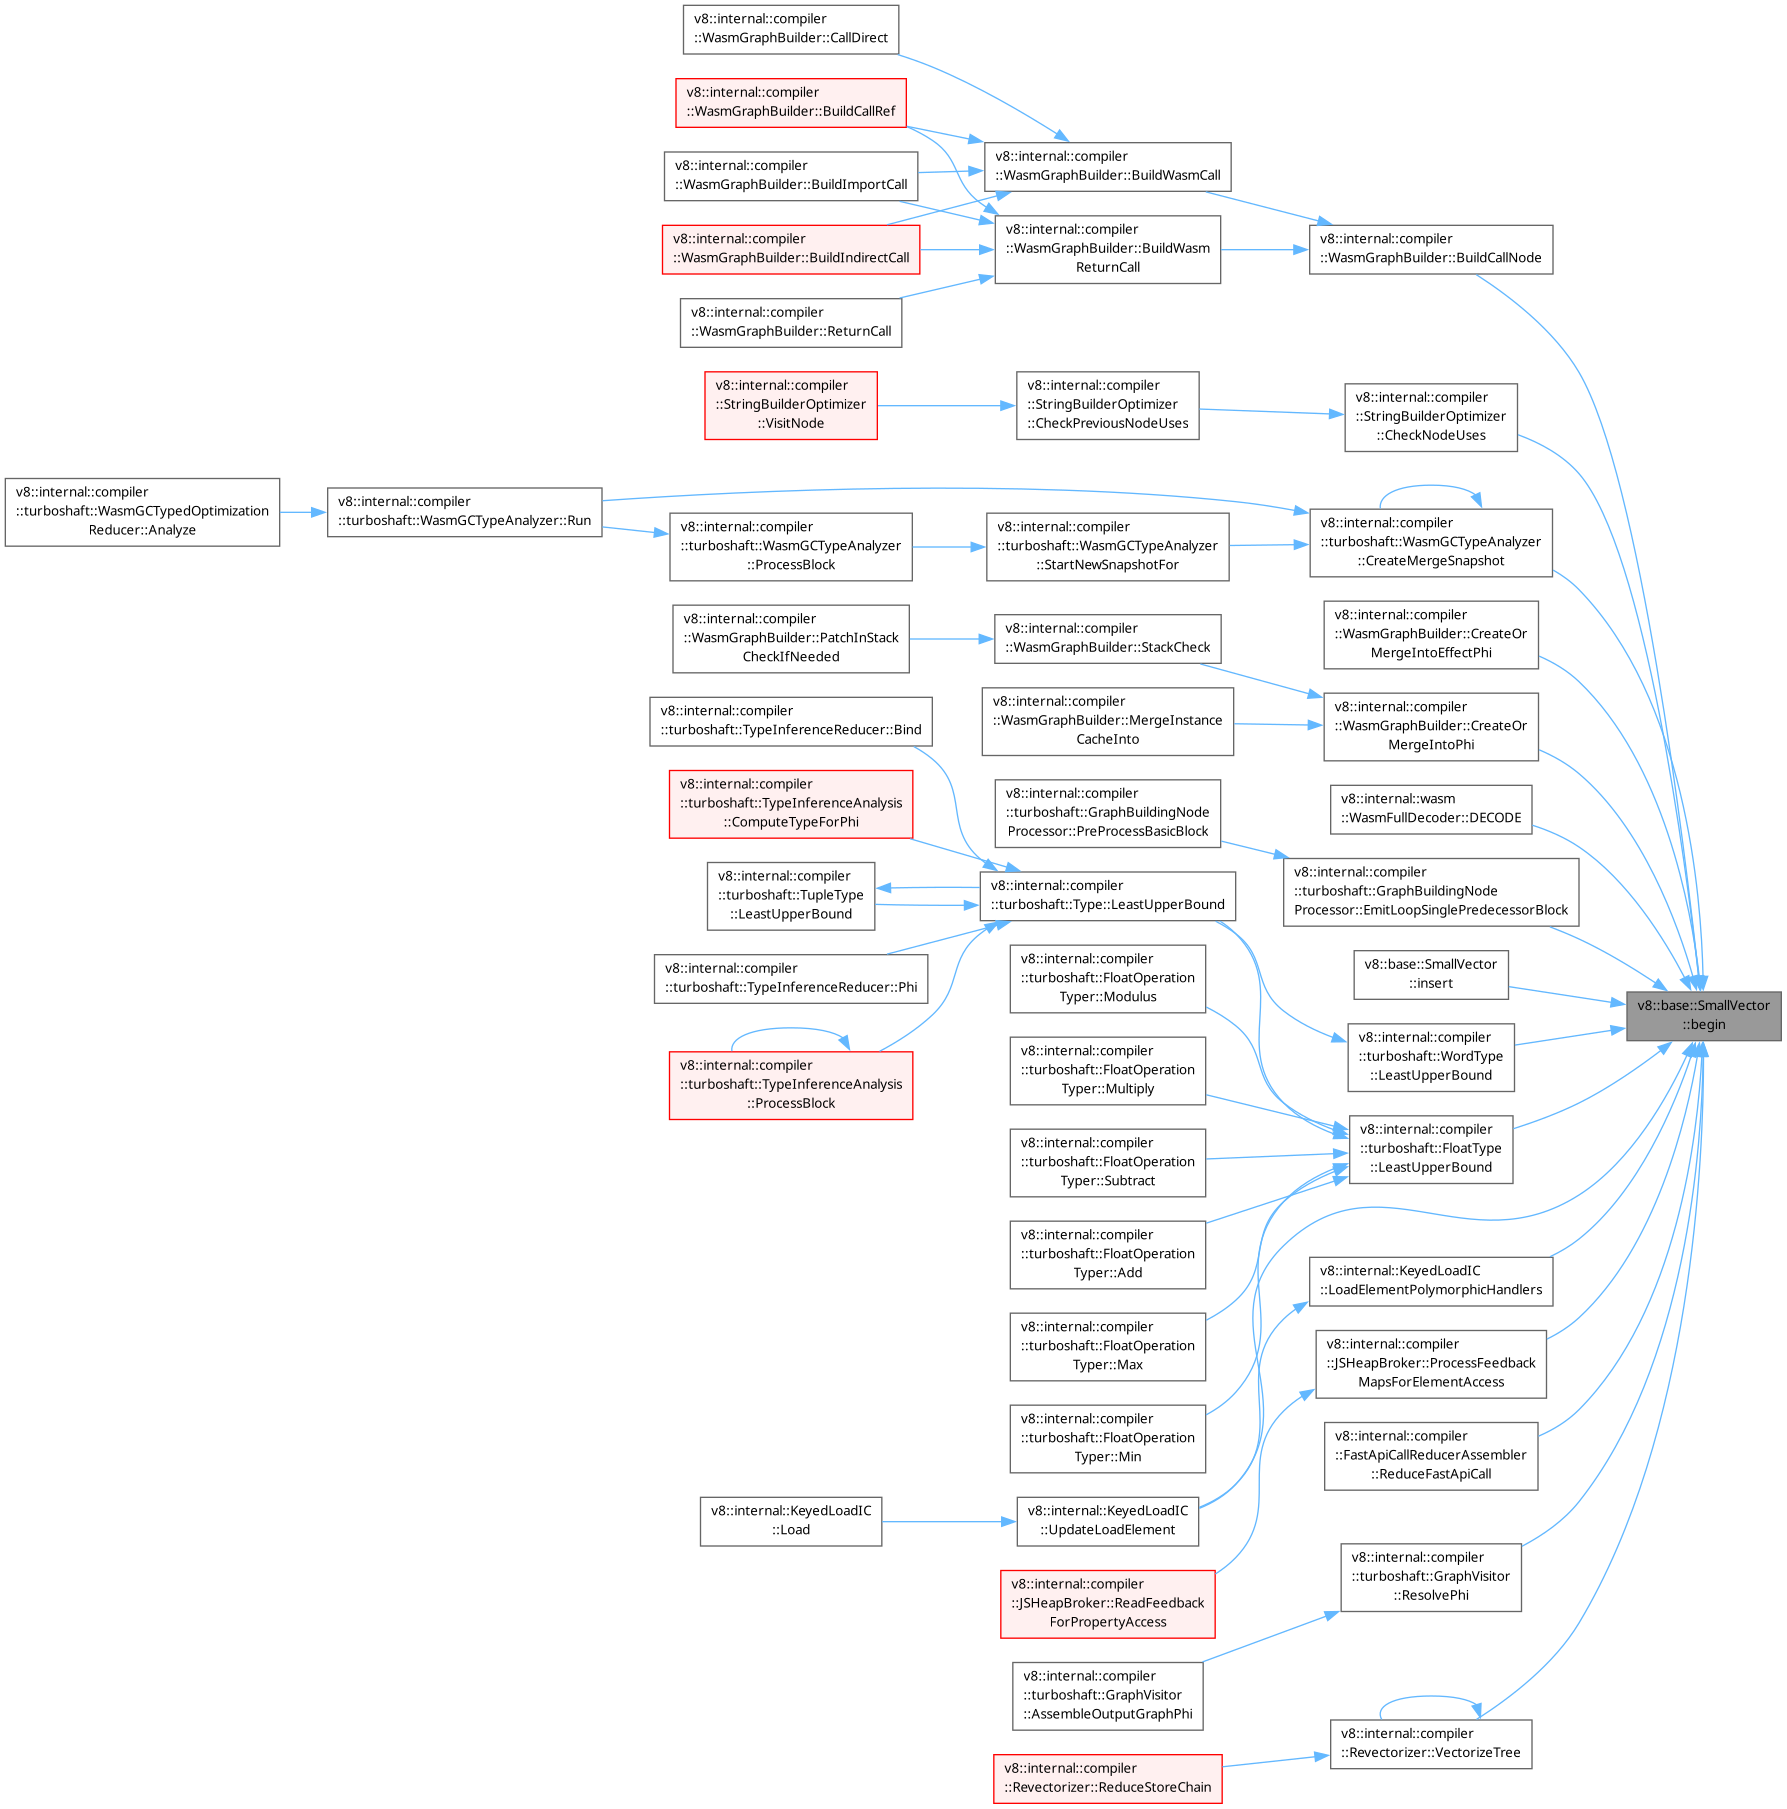 v8::internal::compiler
::WasmGraphBuilder::CallDirect
v8::internal::compiler
::WasmGraphBuilder::BuildCallRef
v8::internal::compiler
::WasmGraphBuilder::BuildWasmCall
v8::internal::compiler
::WasmGraphBuilder::BuildImportCall
v8::internal::compiler
::WasmGraphBuilder::BuildIndirectCall
v8::internal::compiler
::WasmGraphBuilder::BuildWasm
ReturnCall
v8::internal::compiler
::WasmGraphBuilder::BuildCallNode
v8::internal::compiler
::WasmGraphBuilder::ReturnCall
v8::internal::compiler
::StringBuilderOptimizer
::VisitNode
v8::internal::compiler
::StringBuilderOptimizer
::CheckPreviousNodeUses
v8::internal::compiler
::StringBuilderOptimizer
::CheckNodeUses
v8::internal::compiler
::turboshaft::WasmGCTypedOptimization
Reducer::Analyze
v8::internal::compiler
::turboshaft::WasmGCTypeAnalyzer::Run
v8::internal::compiler
::turboshaft::WasmGCTypeAnalyzer
::ProcessBlock
v8::internal::compiler
::turboshaft::WasmGCTypeAnalyzer
::StartNewSnapshotFor
v8::internal::compiler
::turboshaft::WasmGCTypeAnalyzer
::CreateMergeSnapshot
v8::internal::compiler
::WasmGraphBuilder::PatchInStack
CheckIfNeeded
v8::internal::compiler
::WasmGraphBuilder::StackCheck
v8::internal::compiler
::WasmGraphBuilder::CreateOr
MergeIntoEffectPhi
v8::internal::compiler
::turboshaft::TypeInferenceReducer::Bind
v8::internal::compiler
::WasmGraphBuilder::MergeInstance
CacheInto
v8::internal::compiler
::WasmGraphBuilder::CreateOr
MergeIntoPhi
v8::internal::compiler
::turboshaft::TypeInferenceAnalysis
::ComputeTypeForPhi
v8::internal::compiler
::turboshaft::GraphBuildingNode
Processor::PreProcessBasicBlock
v8::internal::wasm
::WasmFullDecoder::DECODE
v8::internal::compiler
::turboshaft::TupleType
::LeastUpperBound
v8::internal::compiler
::turboshaft::Type::LeastUpperBound
v8::internal::compiler
::turboshaft::GraphBuildingNode
Processor::EmitLoopSinglePredecessorBlock
v8::internal::compiler
::turboshaft::TypeInferenceReducer::Phi
v8::internal::compiler
::turboshaft::FloatOperation
Typer::Modulus
v8::base::SmallVector
::insert
v8::base::SmallVector
::begin
v8::internal::compiler
::turboshaft::TypeInferenceAnalysis
::ProcessBlock
v8::internal::compiler
::turboshaft::FloatOperation
Typer::Multiply
v8::internal::compiler
::turboshaft::WordType
::LeastUpperBound
v8::internal::compiler
::turboshaft::FloatOperation
Typer::Subtract
v8::internal::compiler
::turboshaft::FloatType
::LeastUpperBound
v8::internal::compiler
::turboshaft::FloatOperation
Typer::Add
v8::internal::KeyedLoadIC
::LoadElementPolymorphicHandlers
v8::internal::compiler
::turboshaft::FloatOperation
Typer::Max
v8::internal::compiler
::JSHeapBroker::ProcessFeedback
MapsForElementAccess
v8::internal::compiler
::turboshaft::FloatOperation
Typer::Min
v8::internal::compiler
::FastApiCallReducerAssembler
::ReduceFastApiCall
v8::internal::KeyedLoadIC
::Load
v8::internal::KeyedLoadIC
::UpdateLoadElement
v8::internal::compiler
::JSHeapBroker::ReadFeedback
ForPropertyAccess
v8::internal::compiler
::turboshaft::GraphVisitor
::ResolvePhi
v8::internal::compiler
::turboshaft::GraphVisitor
::AssembleOutputGraphPhi
v8::internal::compiler
::Revectorizer::VectorizeTree
v8::internal::compiler
::Revectorizer::ReduceStoreChain